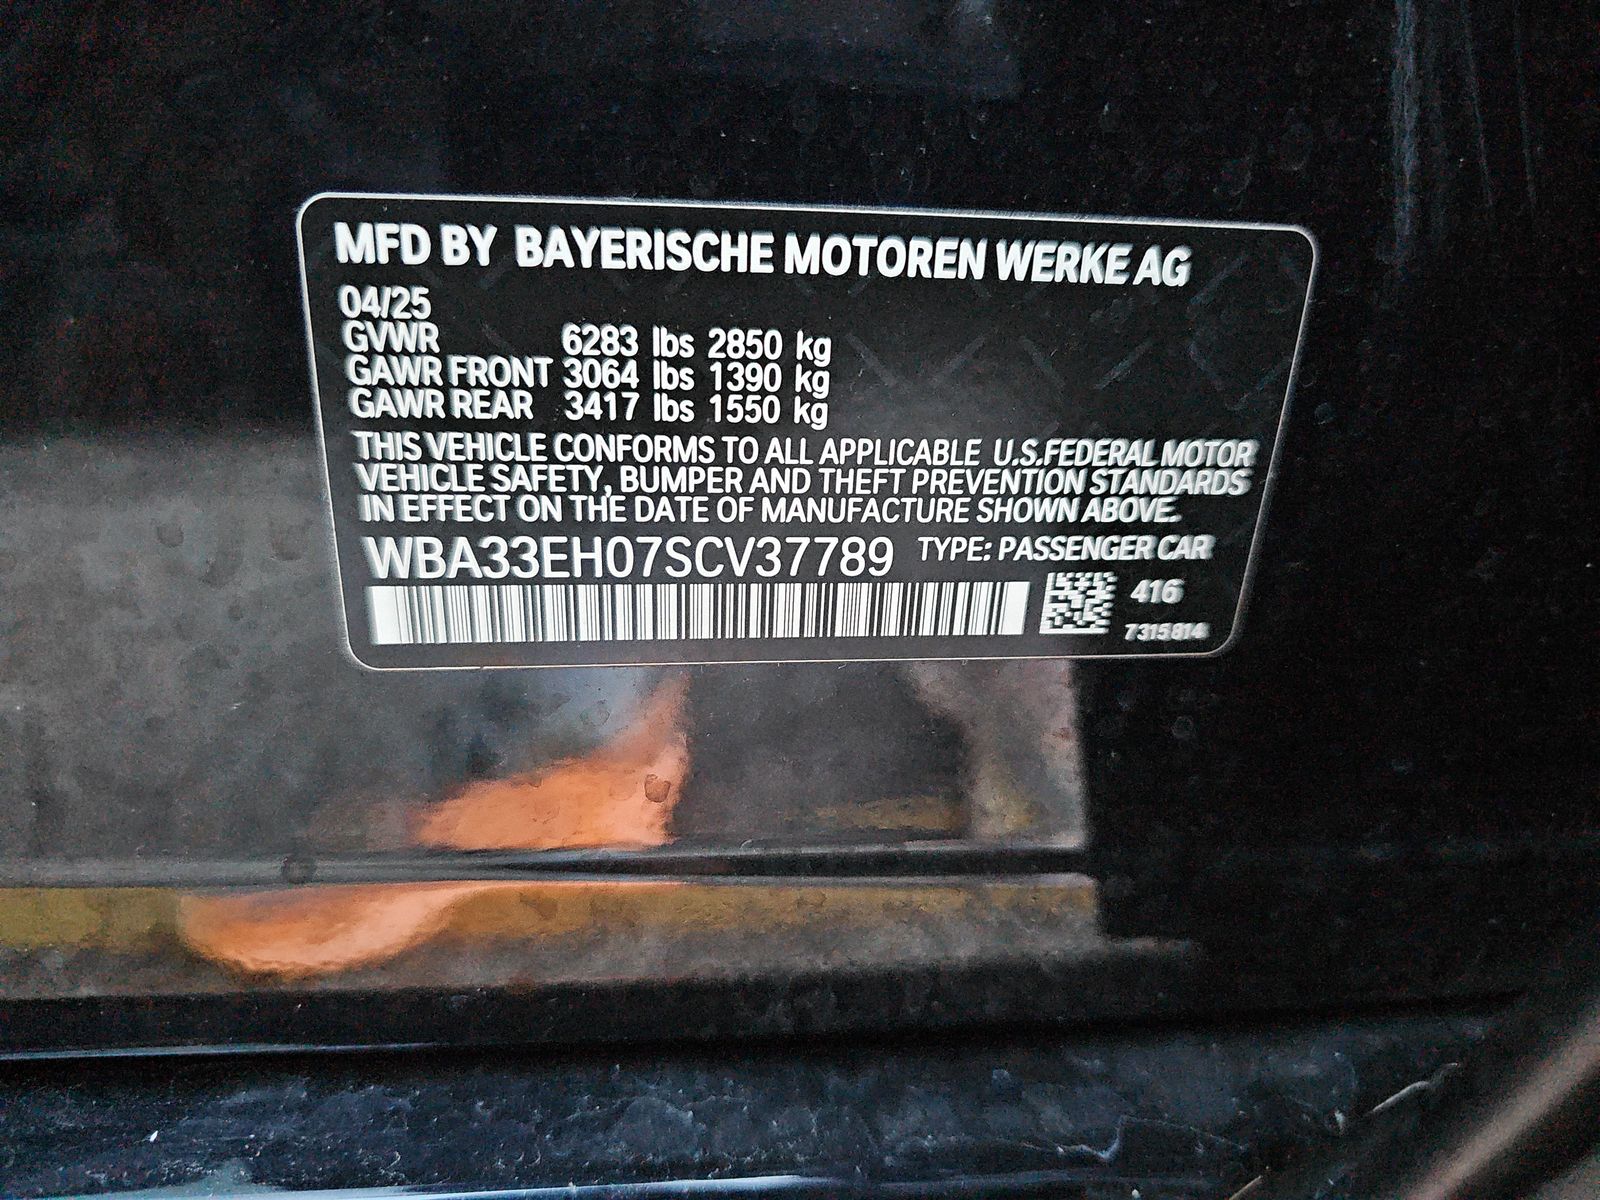 MFD BY BAYERISCHE MOTOREN WERKE AG
04/25
GVWR 6283 lbs 2850 kg
GAWR FRONT 3064 lbs 1390 kg
GAWR REAR 3417 lbs 1550 kg
THIS VEHICLE CONFORMS TO ALL APPLICABLE U.S.FEDERAL MOTOR
VEHICLE SAFETY, BUMPER AND THEFT PREVENTION STANDARDS
IN EFFECT ON THE DATE OF MANUFACTURE SHOWN ABOVE.
WBA33EH07SCV37789 TYPE: PASSENGER CAR
416
7315814